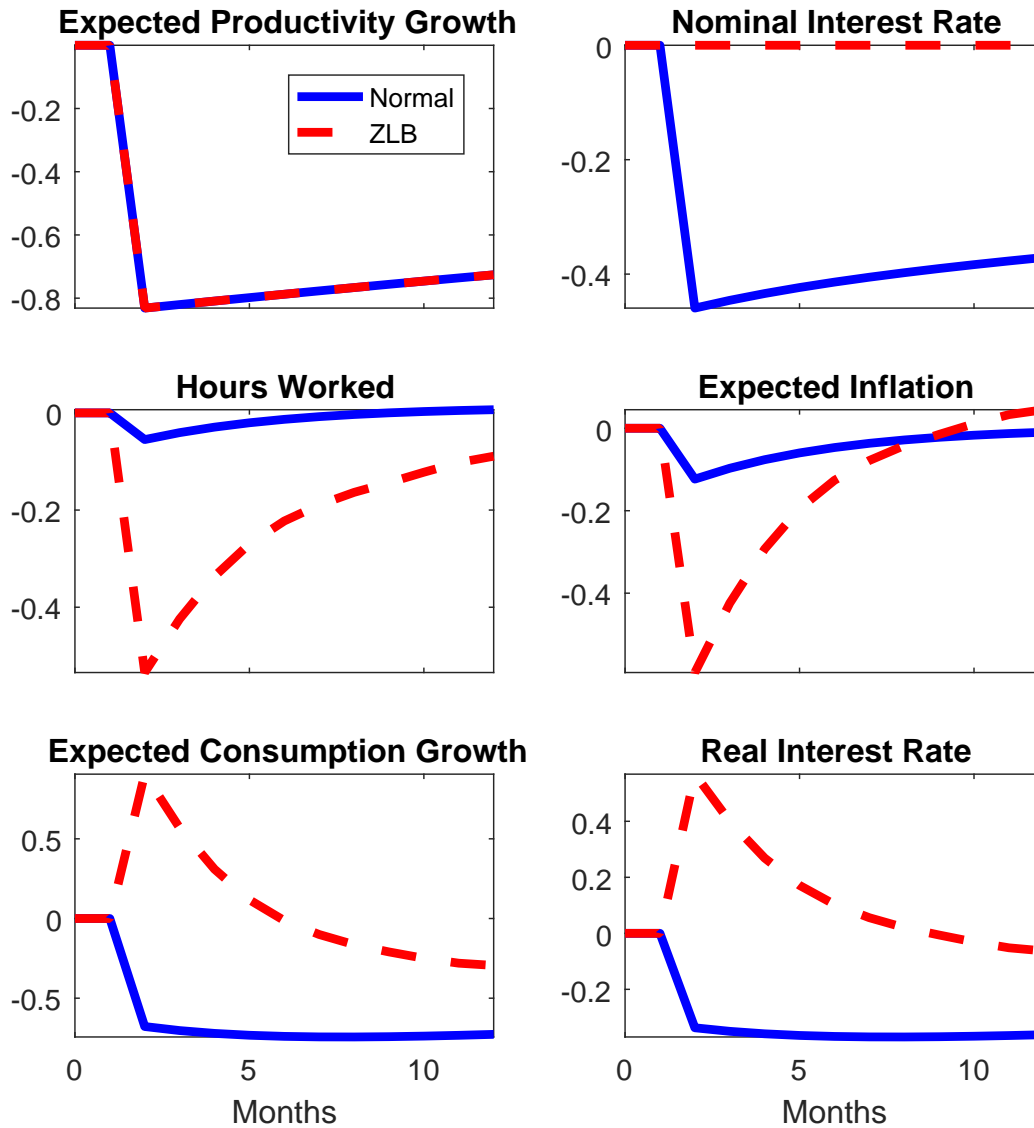 Expected Productivity Growth
-0.2
-0.4
-0.6
-0.8
Normal
ZLB
Nominal Interest Rate
0
-0.2
-0.4
Hours Worked
0
-0.2
-0.4
Expected Inflation
0
-0.2
-0.4
Expected Consumption Growth
0.5
0
-0.5
0
5
10
Months
Real Interest Rate
0.4
0.2
0
-0.2
0
5
10
Months